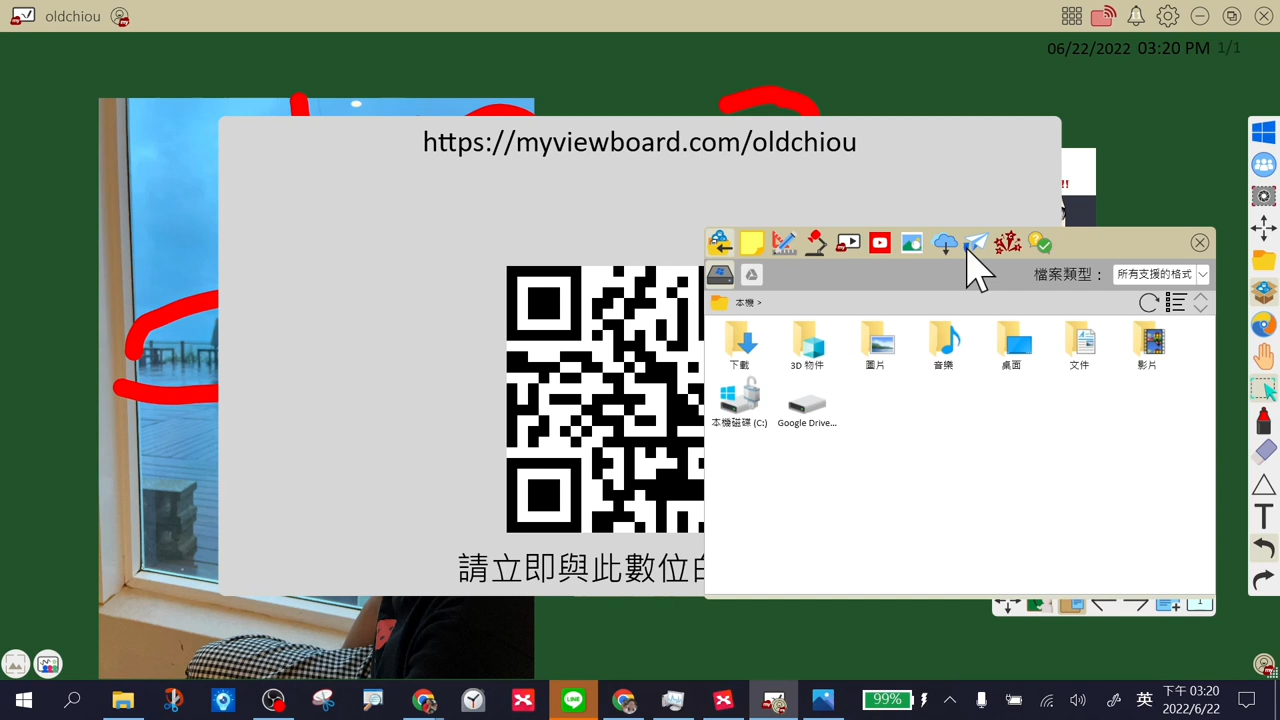 oldchiou
06/22/2022 03:20 PM 1/1
https://myviewboard.com/oldchiou
!!
檔案類型：
所有支援的格式
本機 >
下載
3D 物件
圖片
音樂
桌面
文件
影片
本機磁碟 (C:)
Google Drive...
請立即與此數位
1
99%
英
下午 03:20
2022/6/22